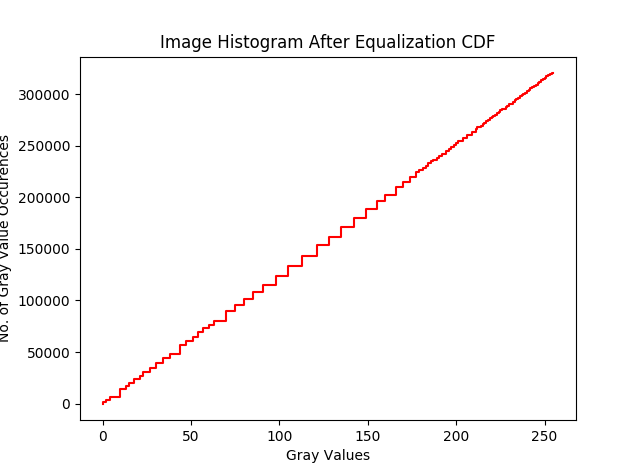 Image Histogram After Equalization CDF
No. of Gray Value Occurences
300000
250000
200000
150000
100000
50000
0
0 50 100 150 200 250
Gray Values